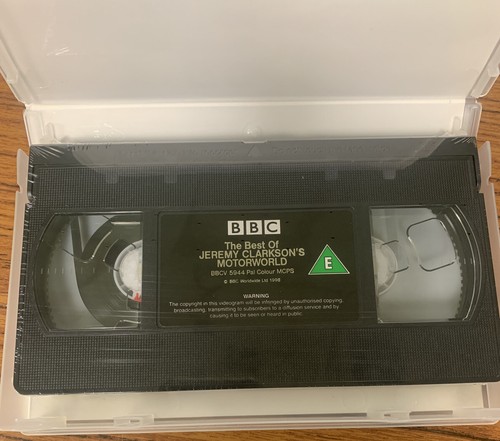 BBC
The Best Of
JEREMY CLARKSON'S
MOTORWORLD
BBCV 5944 Pal Colour MCPS
© BBC Worldwide Ltd 1996
E
WARNING
The copyright in this videogram will be infringed by unauthorised copying,
broadcasting, transmitting to subscribers to a diffusion service and by
causing it to be seen or heard in public.